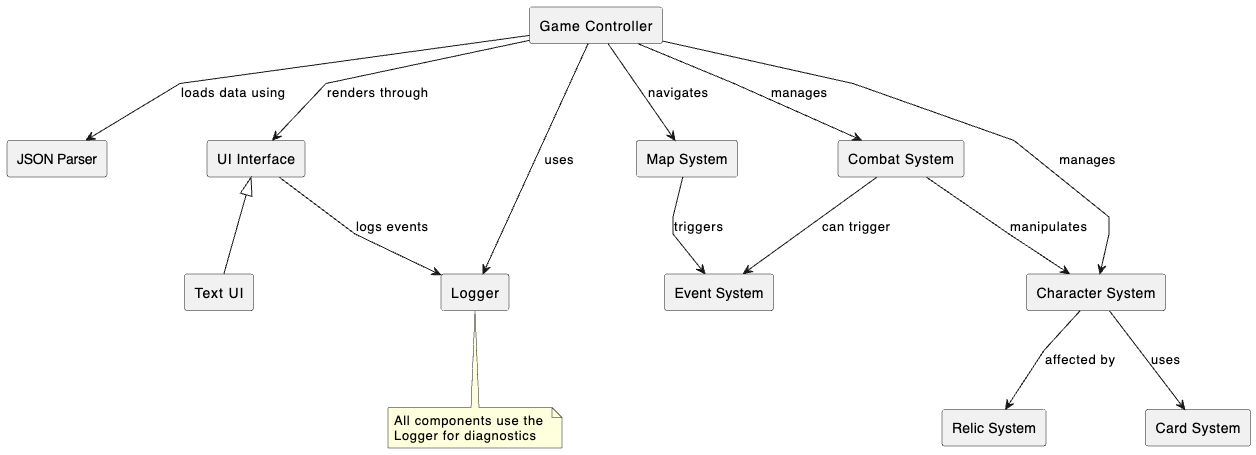 Game Controller
loads data using
renders through
navigates
manages
JSON Parser
UI Interface
uses
Map System
Combat System
manages
logs events
triggers
can trigger
manipulates
Text UI
Logger
Event System
Character System
affected by
uses
All components use the
Logger for diagnostics
Relic System
Card System